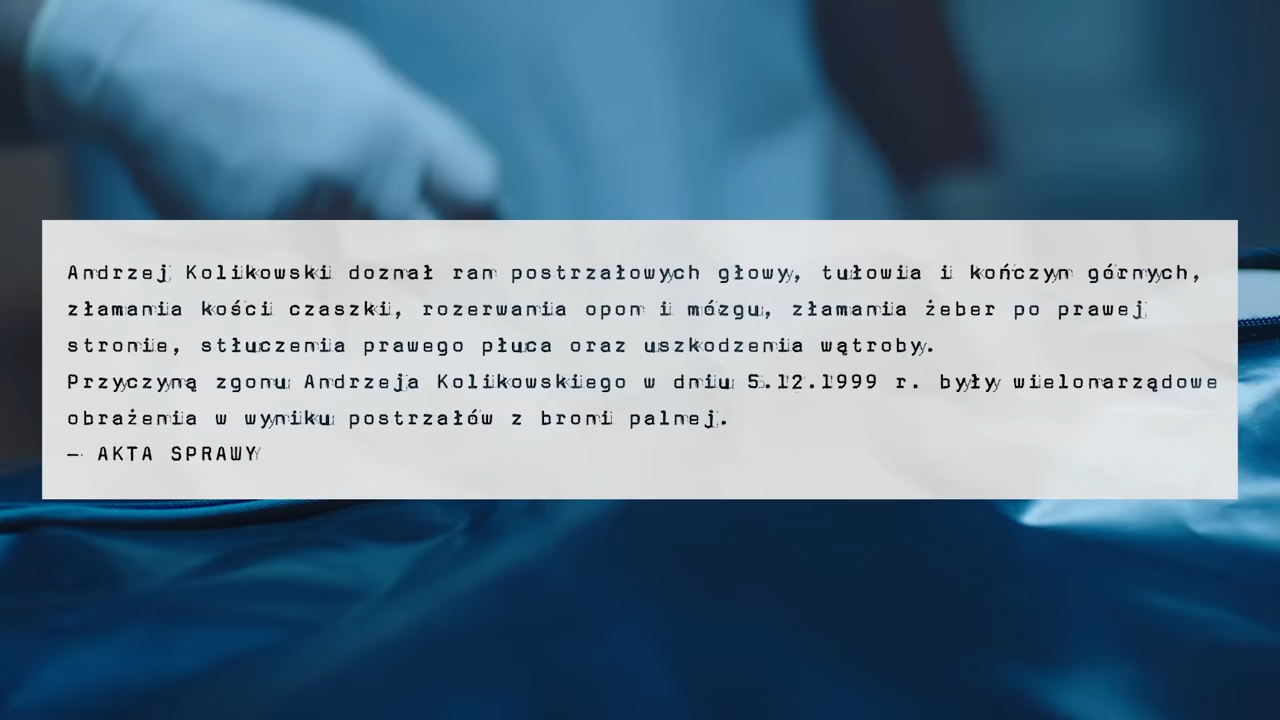 Andrzej Kolikowski doznał ran postrzałowych głowy, tułowia i kończyn górnych,
złamania kości czaszki, rozerwania opon i mózgu, złamania żeber po prawej
stronie, stłuczenia prawego płuca oraz uszkodzenia wątroby.
Przyczyną zgonu Andrzeja Kolikowskiego w dniu 5.12.1999 r. były wielonarządowe
obrażenia w wyniku postrzałów z broni palnej.
— AKTA SPRAWY